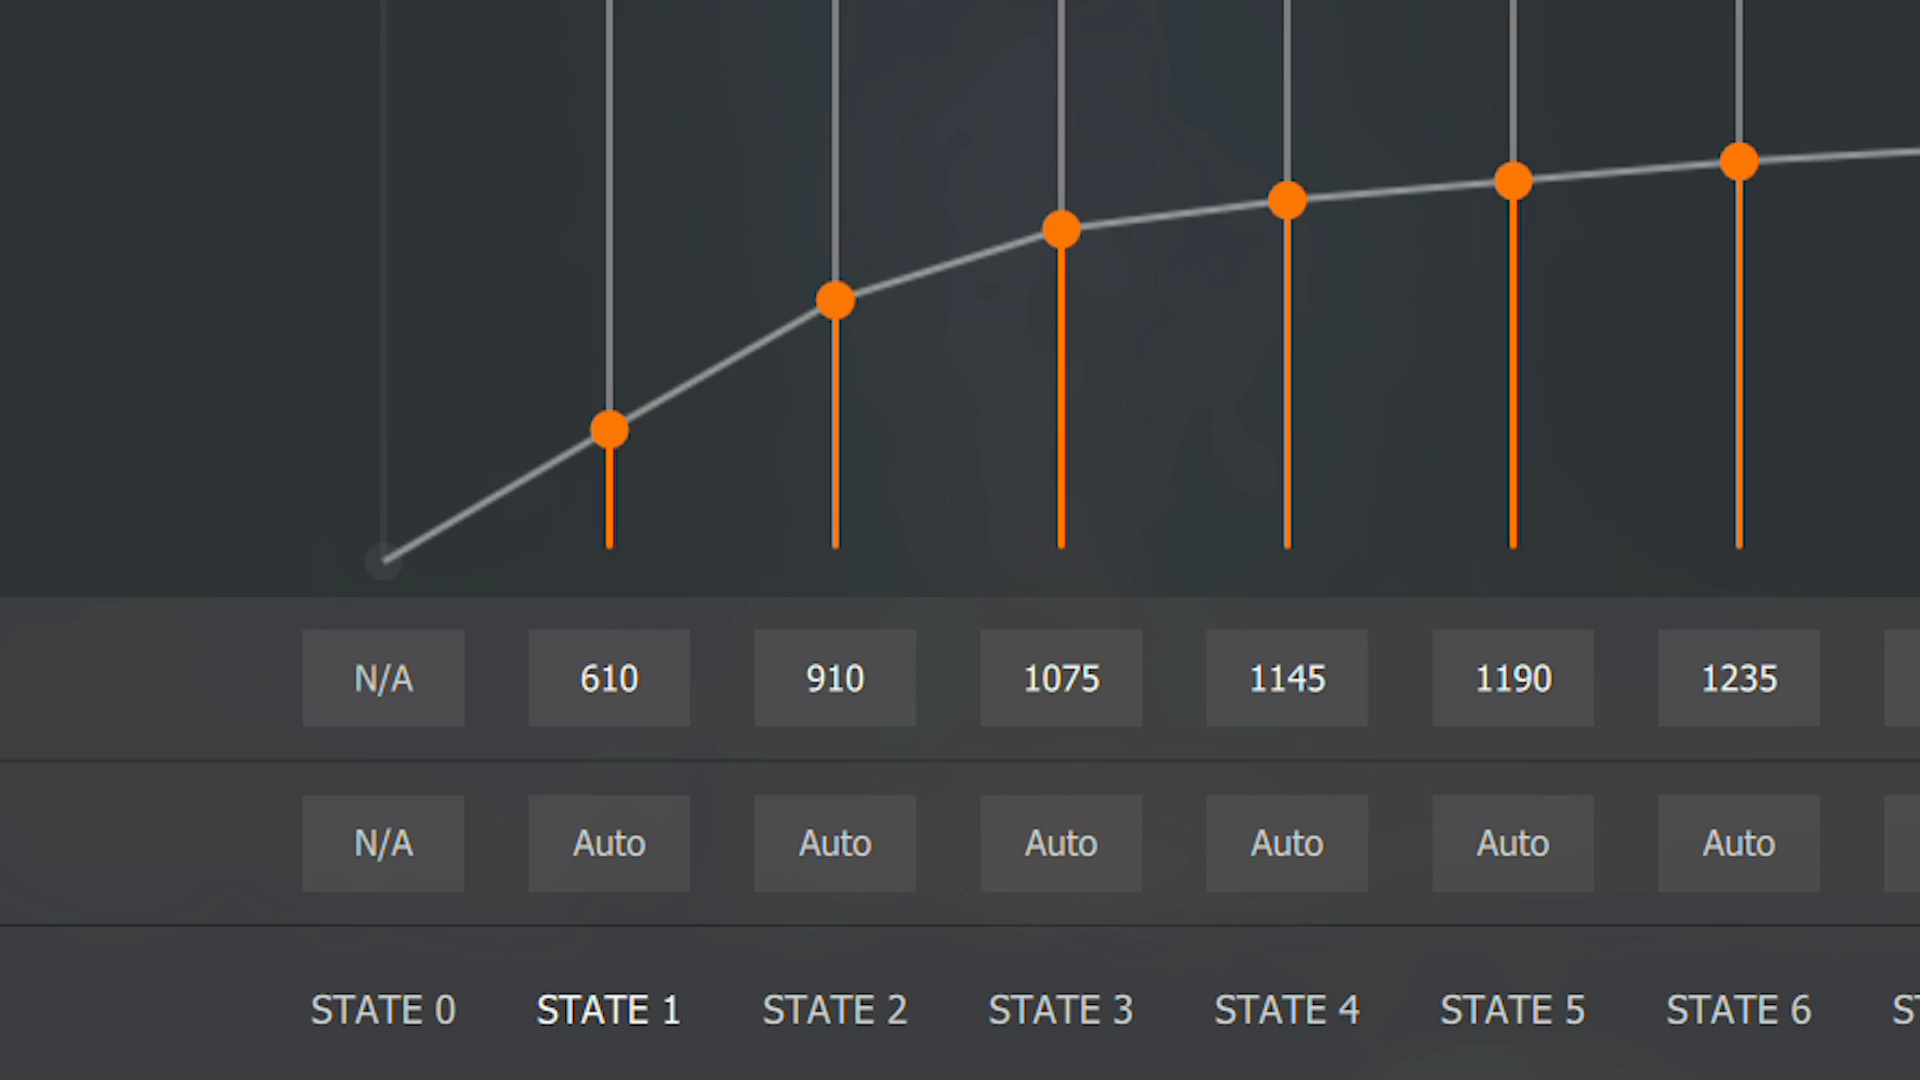 N/A 610 910 1075 1145 1190 1235
N/A Auto Auto Auto Auto Auto Auto
STATE 0 STATE 1 STATE 2 STATE 3 STATE 4 STATE 5 STATE 6